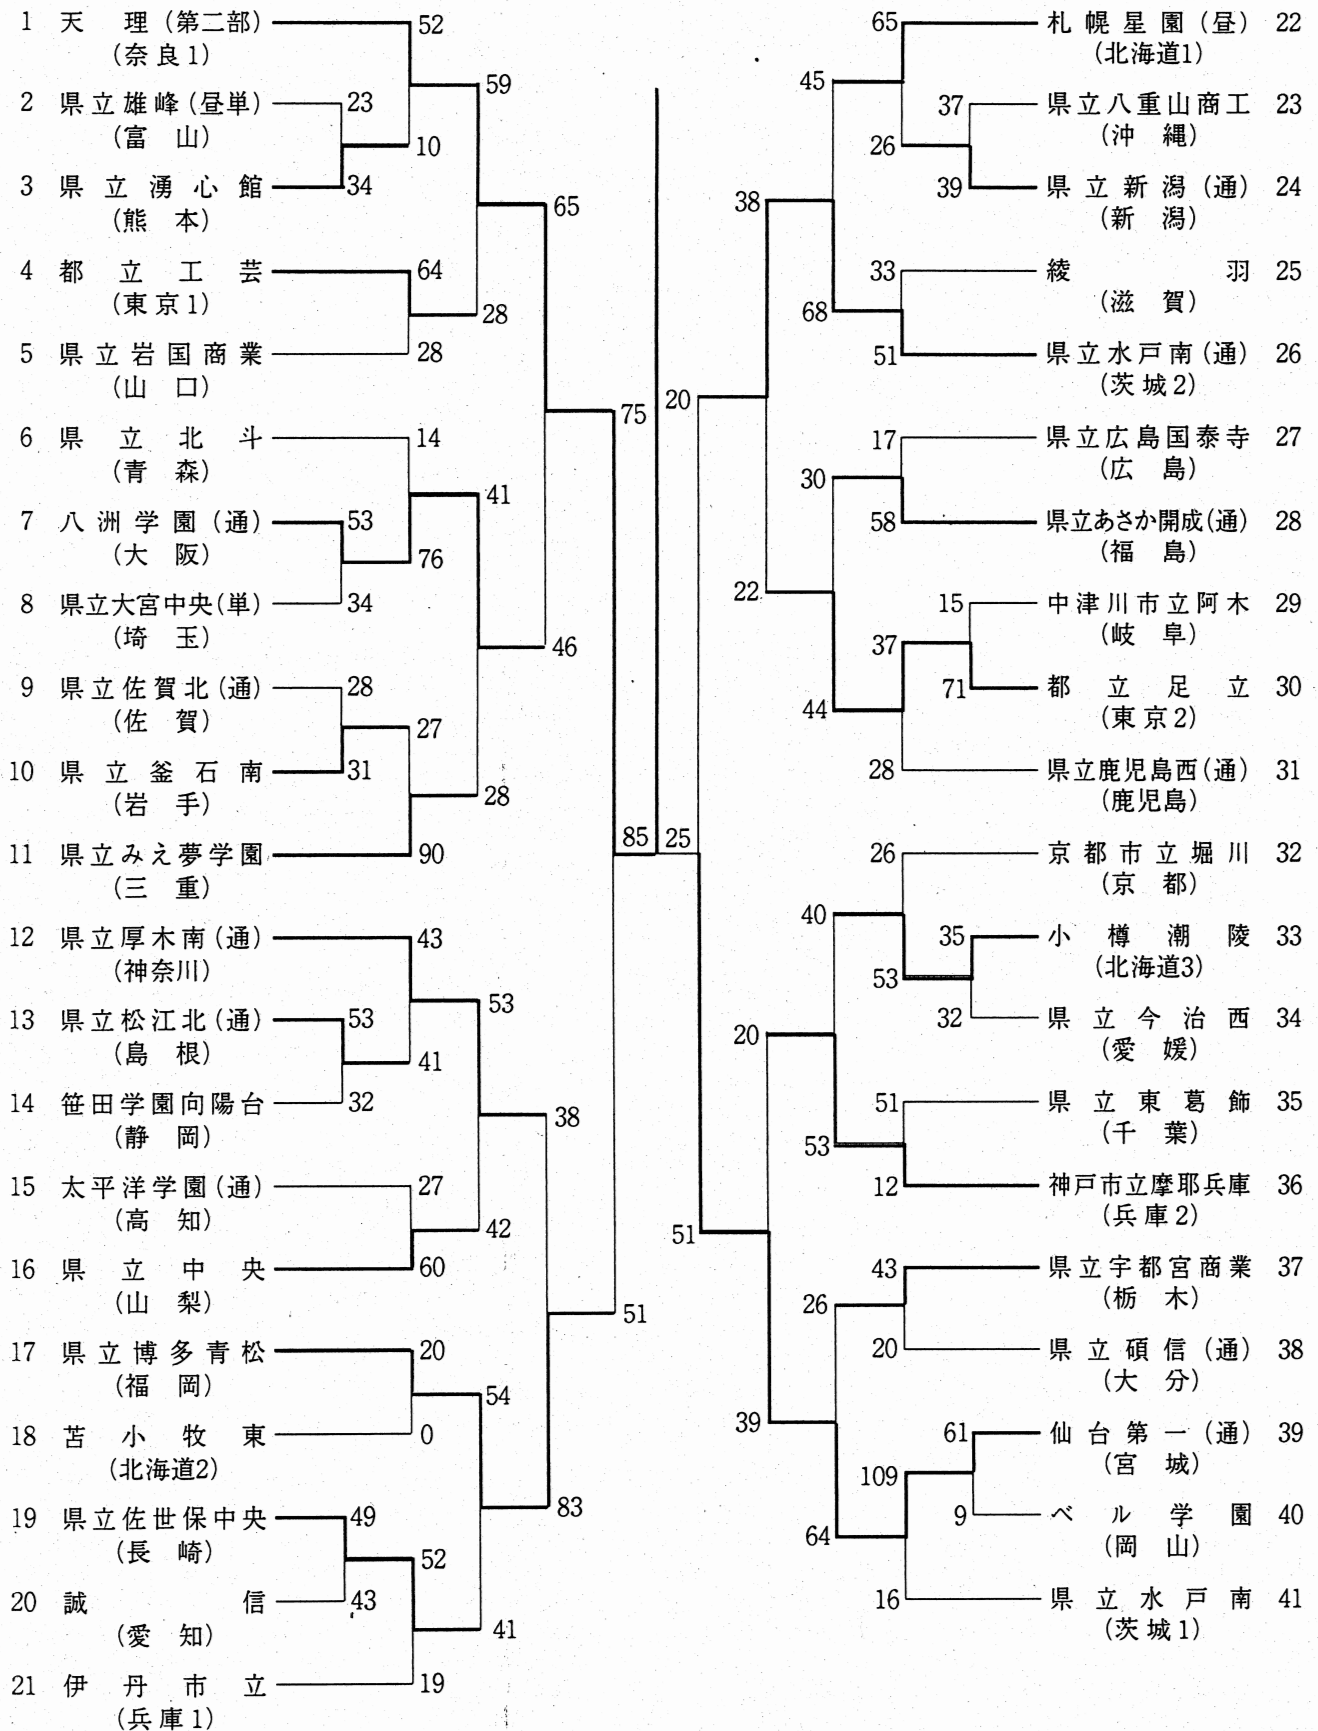 1 天理(第二部) 52
(奈良1)
59
2 県立雄峰(昼単) 23
(富山)
10
3 県立湧心館 34
(熊本)
65
4 都立工芸 64
(東京1)
28
5 県立岩国商業 28
(山口)
75
6 県立北斗 14
(青森)
41
7 八洲学園(通) 53
(大阪)
76
8 県立大宮中央(単) 34
(埼玉)
46
9 県立佐賀北(通) 28
(佐賀)
27
10 県立釜石南 31
(岩手)
28
11 県立みえ夢学園 90
(三重)
85 25
12 県立厚木南(通) 43
(神奈川)
53
13 県立松江北(通) 53
(島根)
41
14 笹田学園向陽台 32
(静岡)
38
15 太平洋学園(通) 27
(高知)
42
16 県立中央 60
(山梨)
51
17 県立博多青松 20
(福岡)
54
18 苫小牧東 0
(北海道2)
83
19 県立佐世保中央 49
(長崎)
52
20 誠信 43
(愛知)
41
21 伊丹市立 19
(兵庫1)
65 札幌星園(昼) 22
(北海道1)
45
37 県立八重山商工 23
(沖縄)
26
39 県立新潟(通) 24
(新潟)
38
33 綾羽 25
(滋賀)
68
51 県立水戸南(通) 26
(茨城2)
20
17 県立広島国泰寺 27
(広島)
30
58 県立あさか開成(通) 28
(福島)
22
15 中津川市立阿木 29
(岐阜)
37
71 都立足立 30
(東京2)
44
28 県立鹿児島西(通) 31
(鹿児島)
26 京都市立堀川 32
(京都)
40
35 小樽潮陵 33
(北海道3)
53
32 県立今治西 34
(愛媛)
20
51 県立東葛飾 35
(千葉)
53
12 神戸市立摩耶兵庫 36
(兵庫2)
51
43 県立宇都宮商業 37
(栃木)
26
20 県立碩信(通) 38
(大分)
39
61 仙台第一(通) 39
(宮城)
109
9 ベル学園 40
(岡山)
64
16 県立水戸南 41
(茨城1)